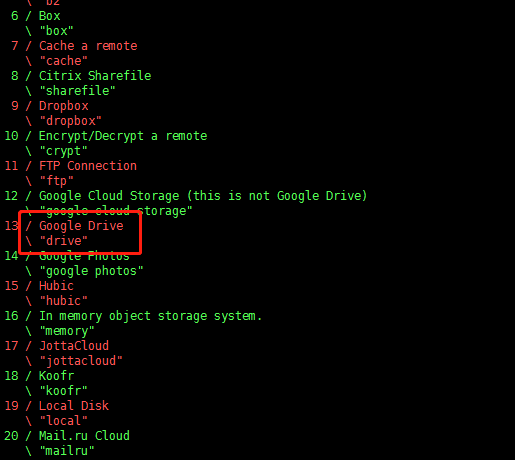 \ "b2
6 / Box
\ "box"
7 / Cache a remote
\ "cache"
8 / Citrix Sharefile
\ "sharefile"
9 / Dropbox
\ "dropbox"
10 / Encrypt/Decrypt a remote
\ "crypt"
11 / FTP Connection
\ "ftp"
12 / Google Cloud Storage (this is not Google Drive)
\ "google cloud storage"
13 / Google Drive
\ "drive"
14 / Google Photos
\ "google photos"
15 / Hubic
\ "hubic"
16 / In memory object storage system.
\ "memory"
17 / JottaCloud
\ "jottacloud"
18 / Koofr
\ "koofr"
19 / Local Disk
\ "local"
20 / Mail.ru Cloud
\ "mailru"